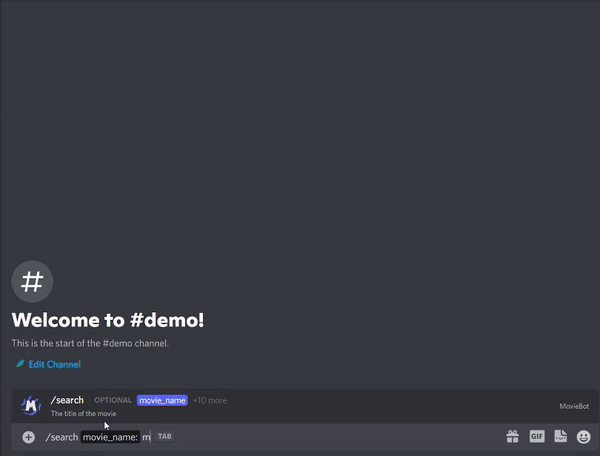 #
Welcome to #demo!
This is the start of the #demo channel.
Edit Channel
M
/search OPTIONAL movie_name +10 more
The title of the movie
MovieBot
/search movie_name: m TAB
GIF